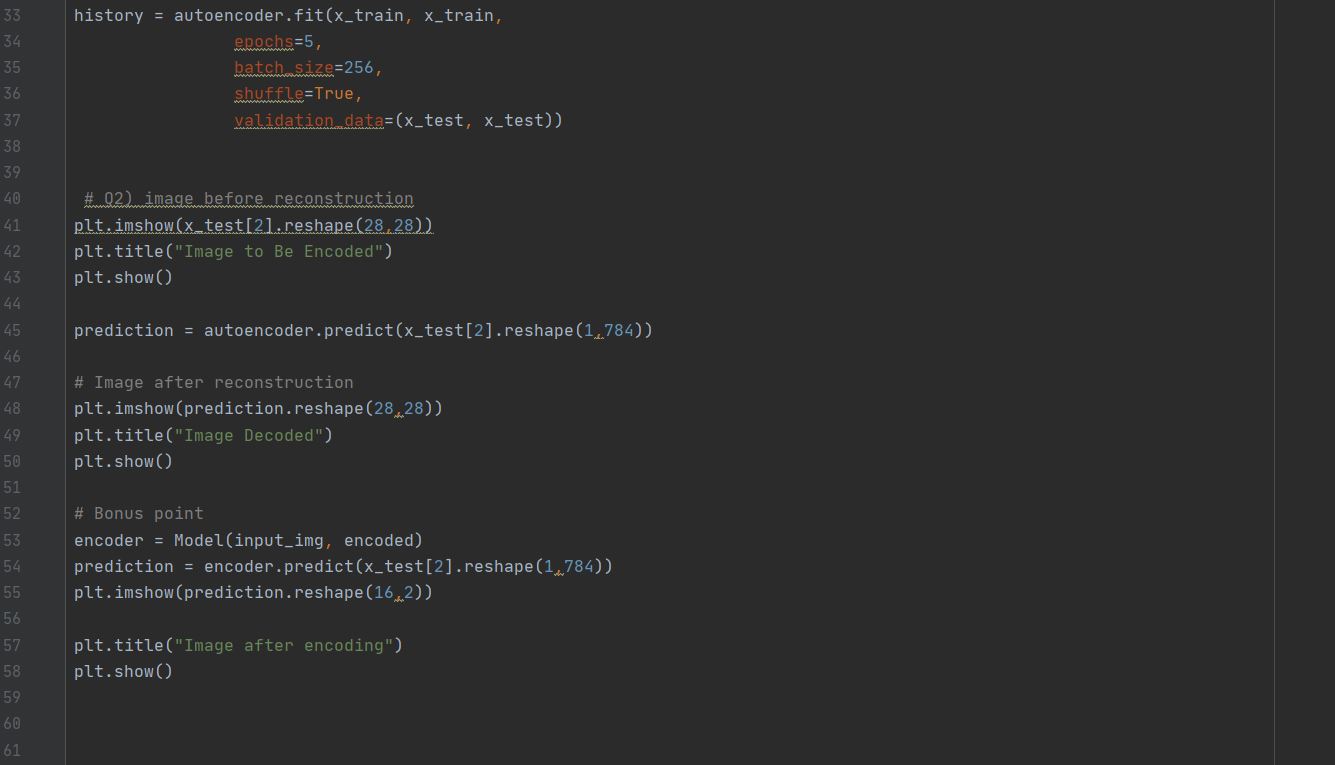 33 history = autoencoder.fit(x_train, x_train,
34                 epochs=5,
35                 batch_size=256,
36                 shuffle=True,
37                 validation_data=(x_test, x_test))
38
39
40  # Q2) image before reconstruction
41 plt.imshow(x_test[2].reshape(28,28))
42 plt.title("Image to Be Encoded")
43 plt.show()
44
45 prediction = autoencoder.predict(x_test[2].reshape(1,784))
46
47 # Image after reconstruction
48 plt.imshow(prediction.reshape(28,28))
49 plt.title("Image Decoded")
50 plt.show()
51
52 # Bonus point
53 encoder = Model(input_img, encoded)
54 prediction = encoder.predict(x_test[2].reshape(1,784))
55 plt.imshow(prediction.reshape(16,2))
56
57 plt.title("Image after encoding")
58 plt.show()
59
60
61